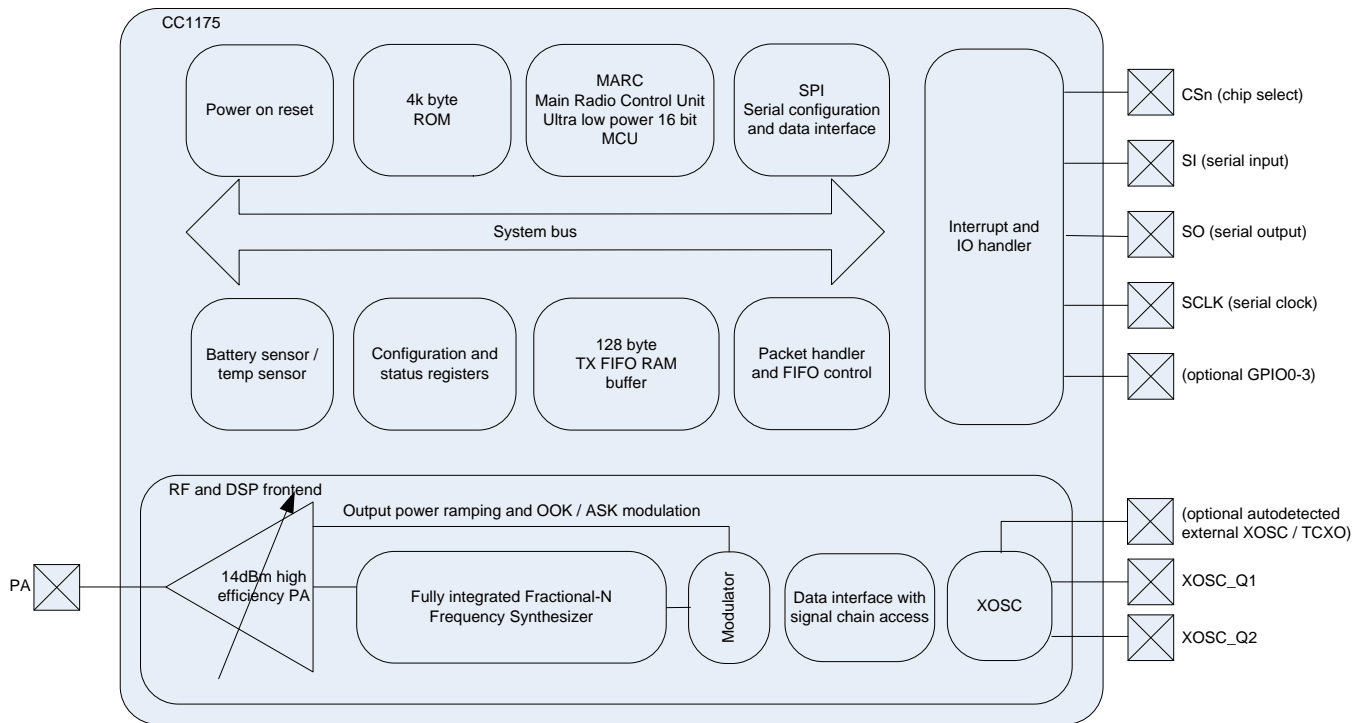 CC1175
Power on reset
4k byte
ROM
MARC
Main Radio Control Unit
Ultra low power 16 bit
MCU
SPI
Serial configuration
and data interface
System bus
Interrupt and
IO handler
Battery sensor /
temp sensor
Configuration and
status registers
128 byte
TX FIFO RAM
buffer
Packet handler
and FIFO control
CSn (chip select)
SI (serial input)
SO (serial output)
SCLK (serial clock)
(optional GPIO0-3)
RF and DSP frontend
Output power ramping and OOK / ASK modulation
PA
14dBm high
efficiency PA
Fully integrated Fractional-N
Frequency Synthesizer
Modulator
Data interface with
signal chain access
XOSC
(optional autodetected
external XOSC / TCXO)
XOSC_Q1
XOSC_Q2